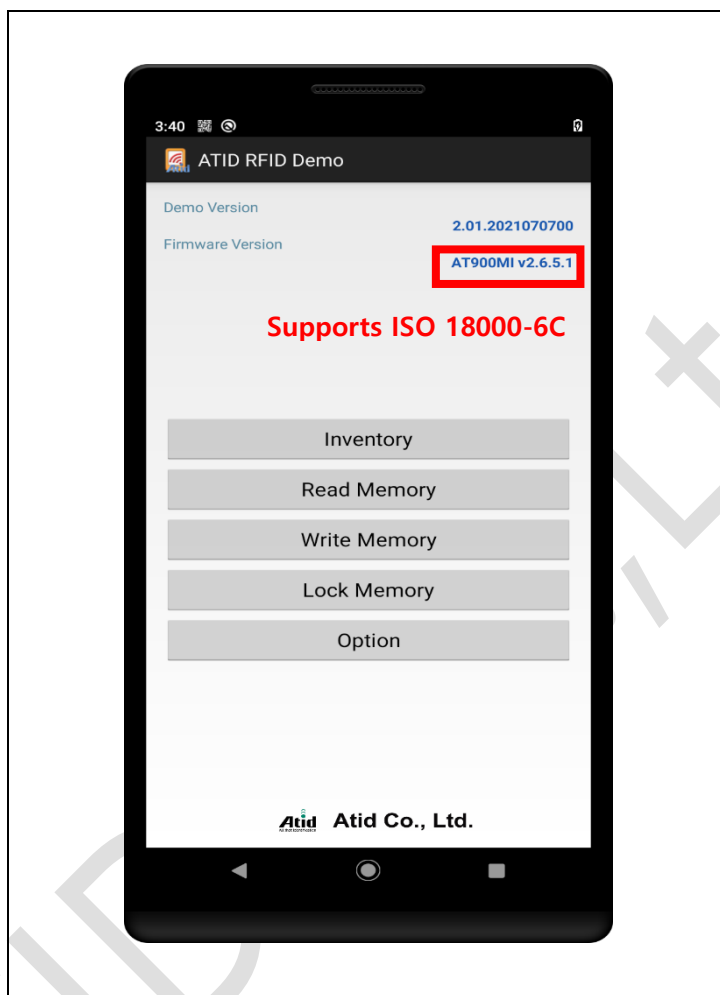 3:40
ATID RFID Demo
Demo Version
2.01.2021070700
Firmware Version
AT900MI v2.6.5.1
Supports ISO 18000-6C
Inventory
Read Memory
Write Memory
Lock Memory
Option
Atid Atid Co., Ltd.